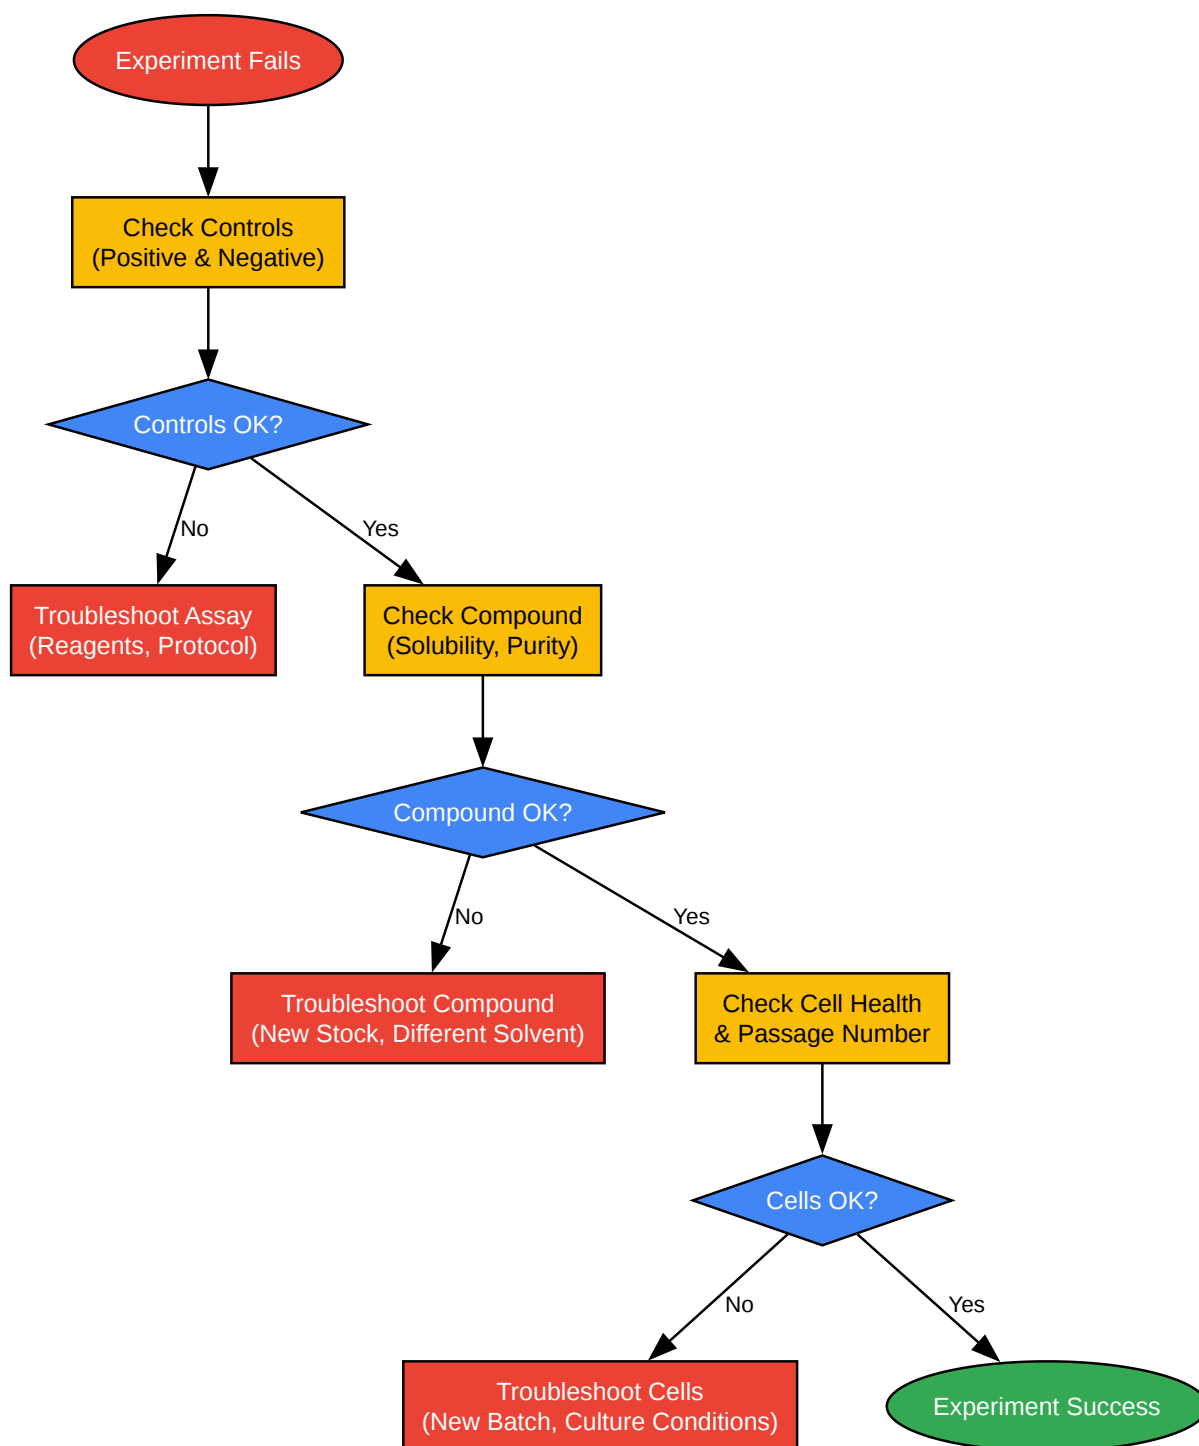 Experiment Fails
Check Controls
(Positive & Negative)
Controls OK?
No
Yes
Troubleshoot Assay
(Reagents, Protocol)
Check Compound
(Solubility, Purity)
Compound OK?
No
Yes
Troubleshoot Compound
(New Stock, Different Solvent)
Check Cell Health
& Passage Number
Cells OK?
No
Yes
Troubleshoot Cells
(New Batch, Culture Conditions)
Experiment Success